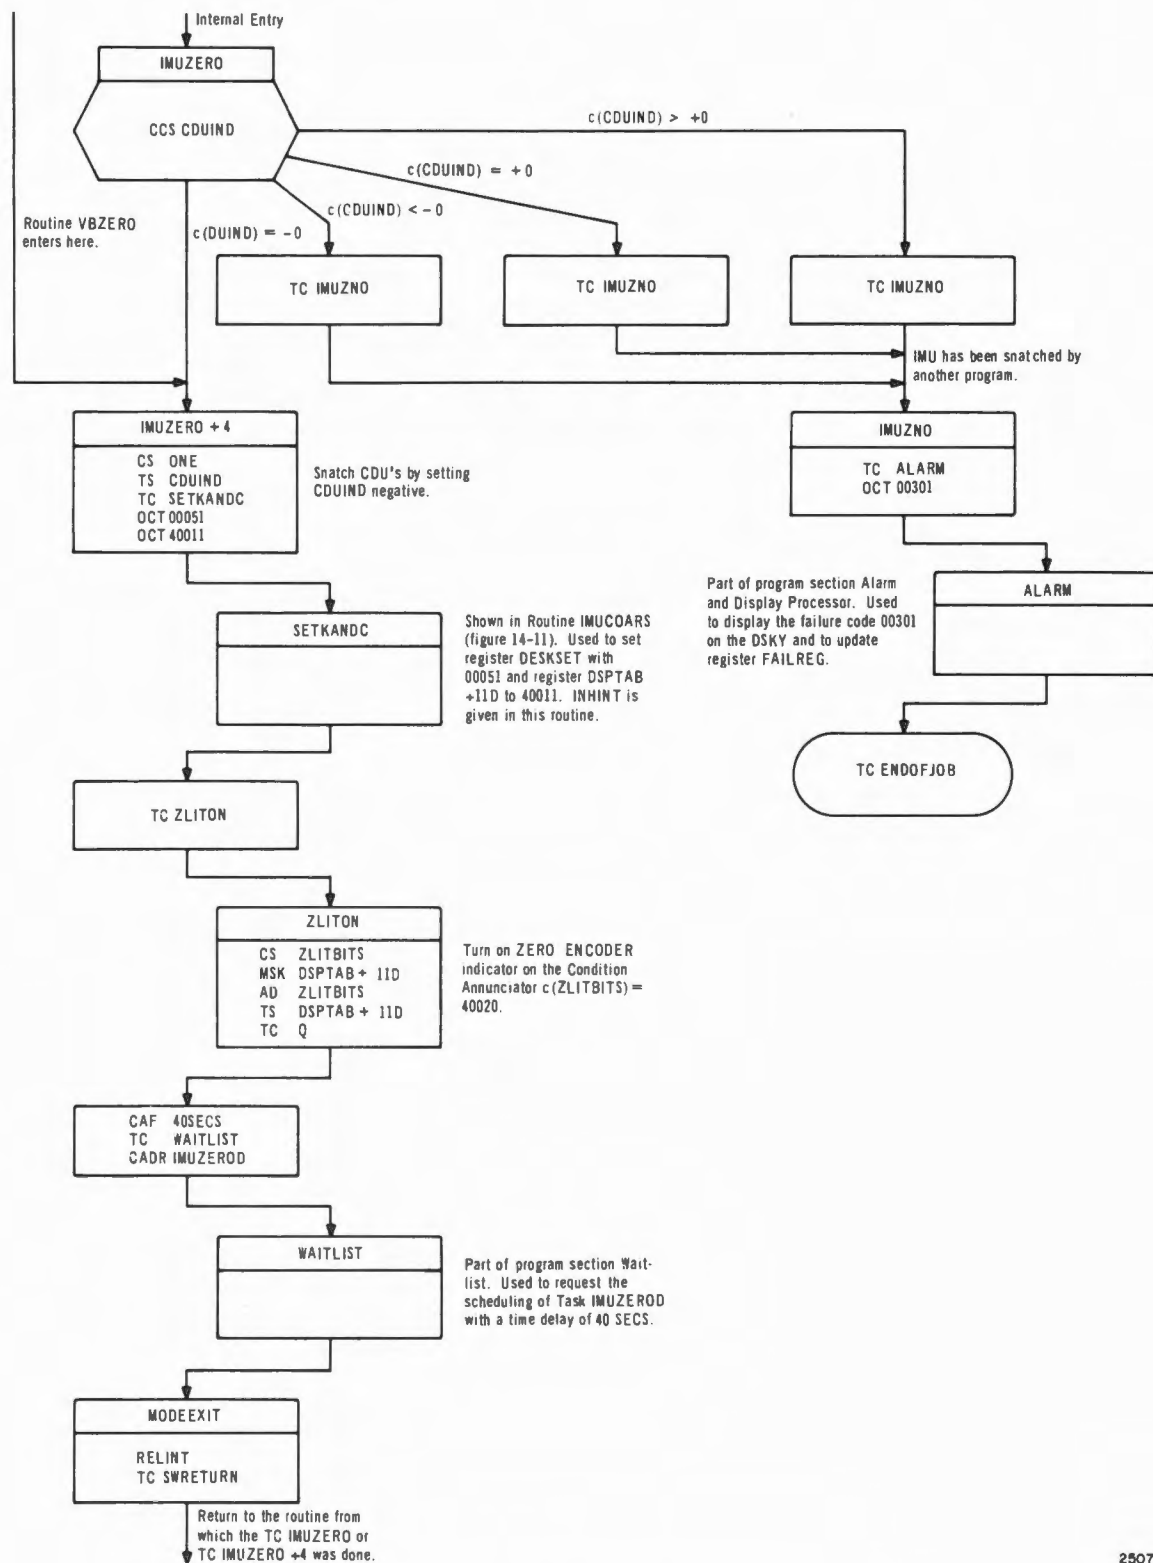 Internal Entry
IMUZERO
CCS CDUIND
c(CDUIND) > +0
c(CDUIND) = +0
c(CDUIND) < -0
c(DUIND) = -0
Routine VBZERO
enters here.
TC IMUZNO
TC IMUZNO
TC IMUZNO
IMU has been snatched by
another program.
IMUZERO + 4
CS ONE
TS CDUIND
TC SETKANDC
OCT 00051
OCT 40011
Snatch CDU's by setting
CDUIND negative.
IMUZNO
TC ALARM
OCT 00301
Part of program section Alarm
and Display Processor. Used
to display the failure code 00301
on the DSKY and to update
register FAILREG.
ALARM
SETKANDC
Shown in Routine IMUCOARS
(figure 14-11). Used to set
register DESKSET with
00051 and register DSPTAB
+11D to 40011. INHINT is
given in this routine.
TC ENDOFJOB
TC ZLITON
ZLITON
CS ZLITBITS
MSK DSPTAB + 11D
AD ZLITBITS
TS DSPTAB + 11D
TC Q
Turn on ZERO ENCODER
indicator on the Condition
Annunciator c(ZLITBITS) =
40020.
CAF 40SECS
TC WAITLIST
CADR IMUZEROD
WAITLIST
Part of program section Wait-
list. Used to request the
scheduling of Task IMUZEROD
with a time delay of 40 SECS.
MODEEXIT
RELINT
TC SWRETURN
Return to the routine from
which the TC IMUZERO or
TC IMUZERO +4 was done.
2507